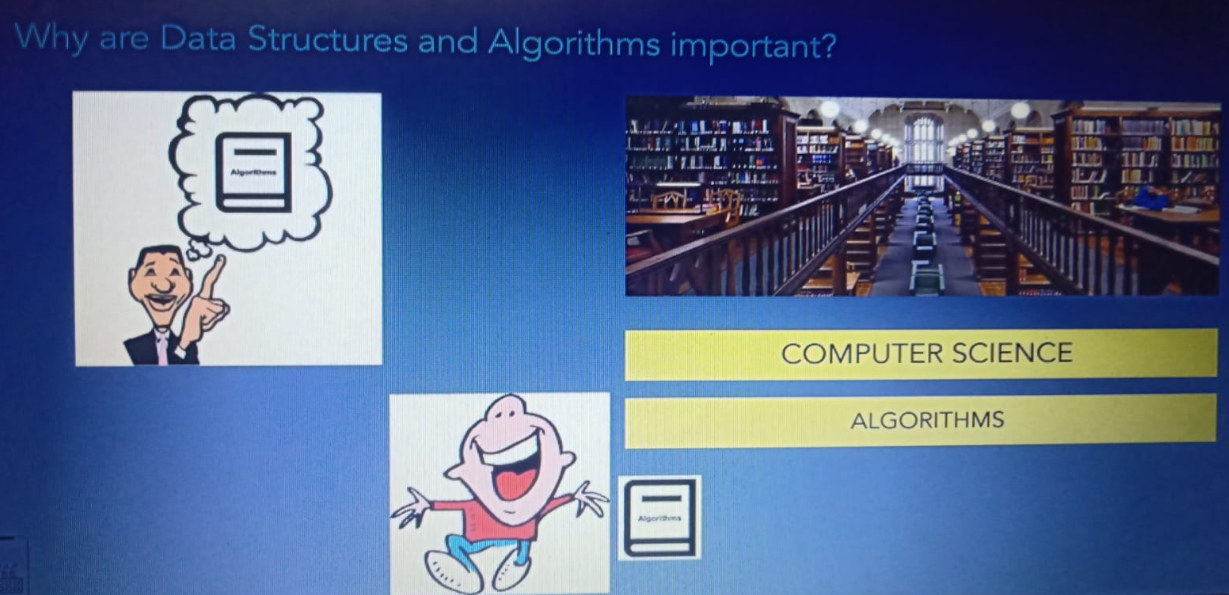 Why are Data Structures and Algorithms important?
Algorithms
COMPUTER SCIENCE
ALGORITHMS
Algorithms